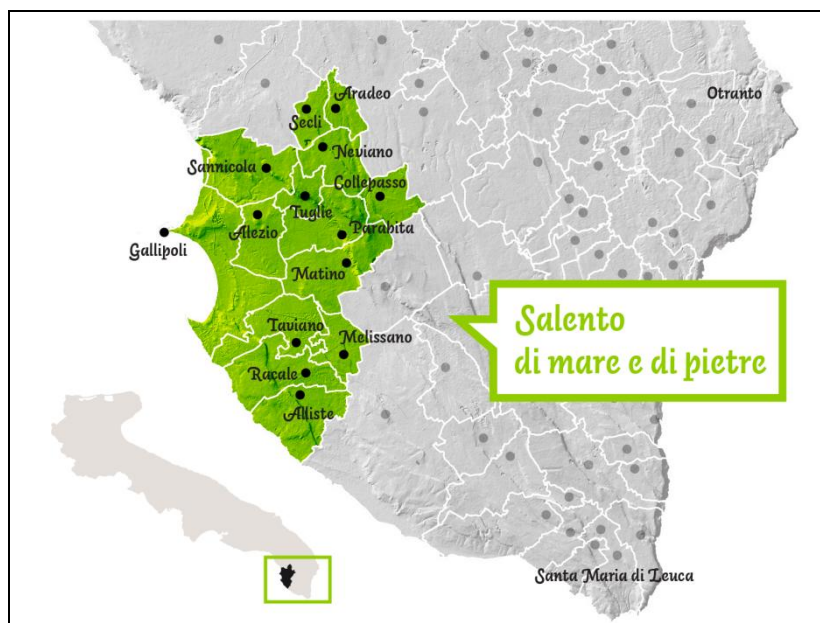 Otranto
Aradeo
Secli
Neviano
Sannicola
Collepasso
Tuglie
Alezio
Parabita
Gallipoli
Matino
Salento
di mare e di pietre
Taviano
Melissano
Racale
Alliste
Santa Maria di Leuca